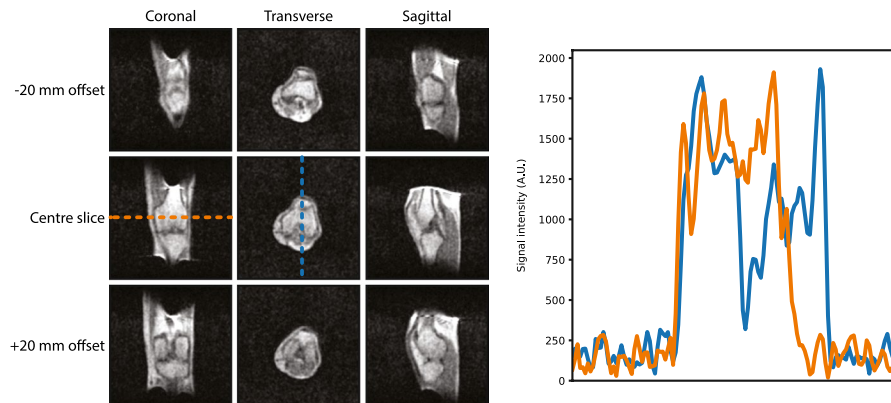 Coronal Transverse Sagittal
-20 mm offset
Centre slice
+20 mm offset
Signal intensity (A.U.)
2000
1750
1500
1250
1000
750
500
250
0